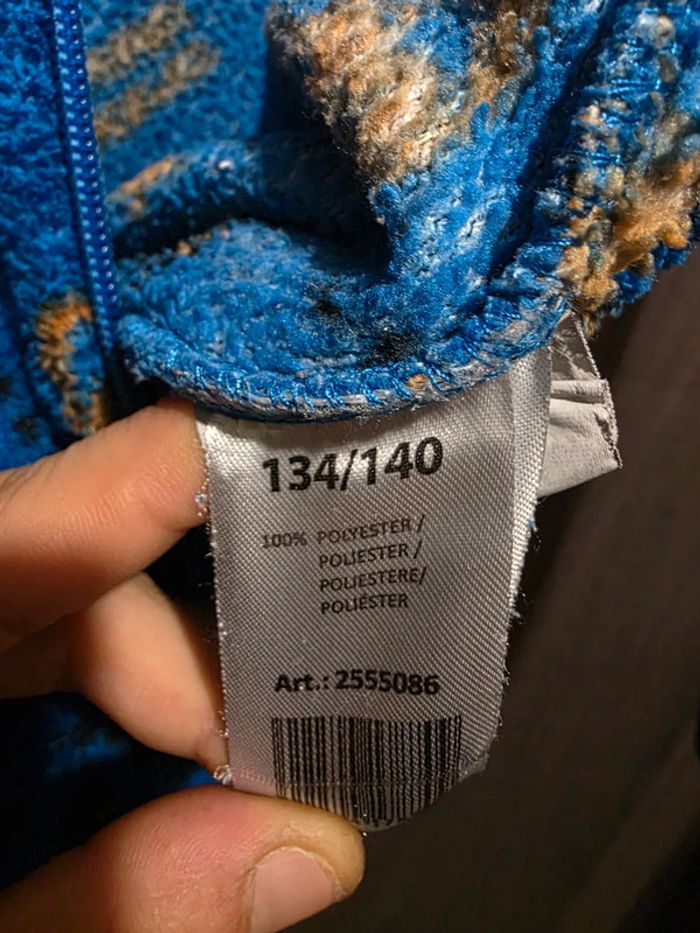 134/140
100% POLYESTER /
POLIESTER /
POLIESTERE/
POLIÉSTER
Art.: 2555086